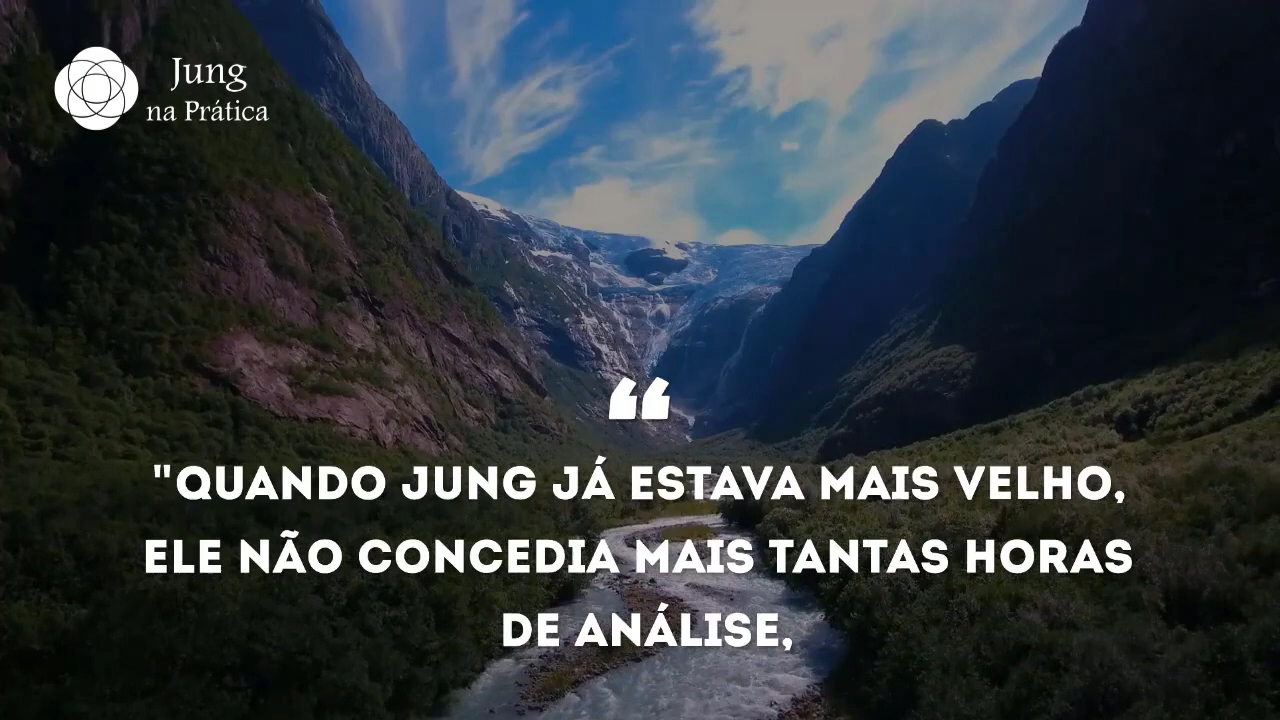 Jung
na Prática
“
"QUANDO JUNG JÁ ESTAVA MAIS VELHO,
ELE NÃO CONCEDIA MAIS TANTAS HORAS
DE ANÁLISE,